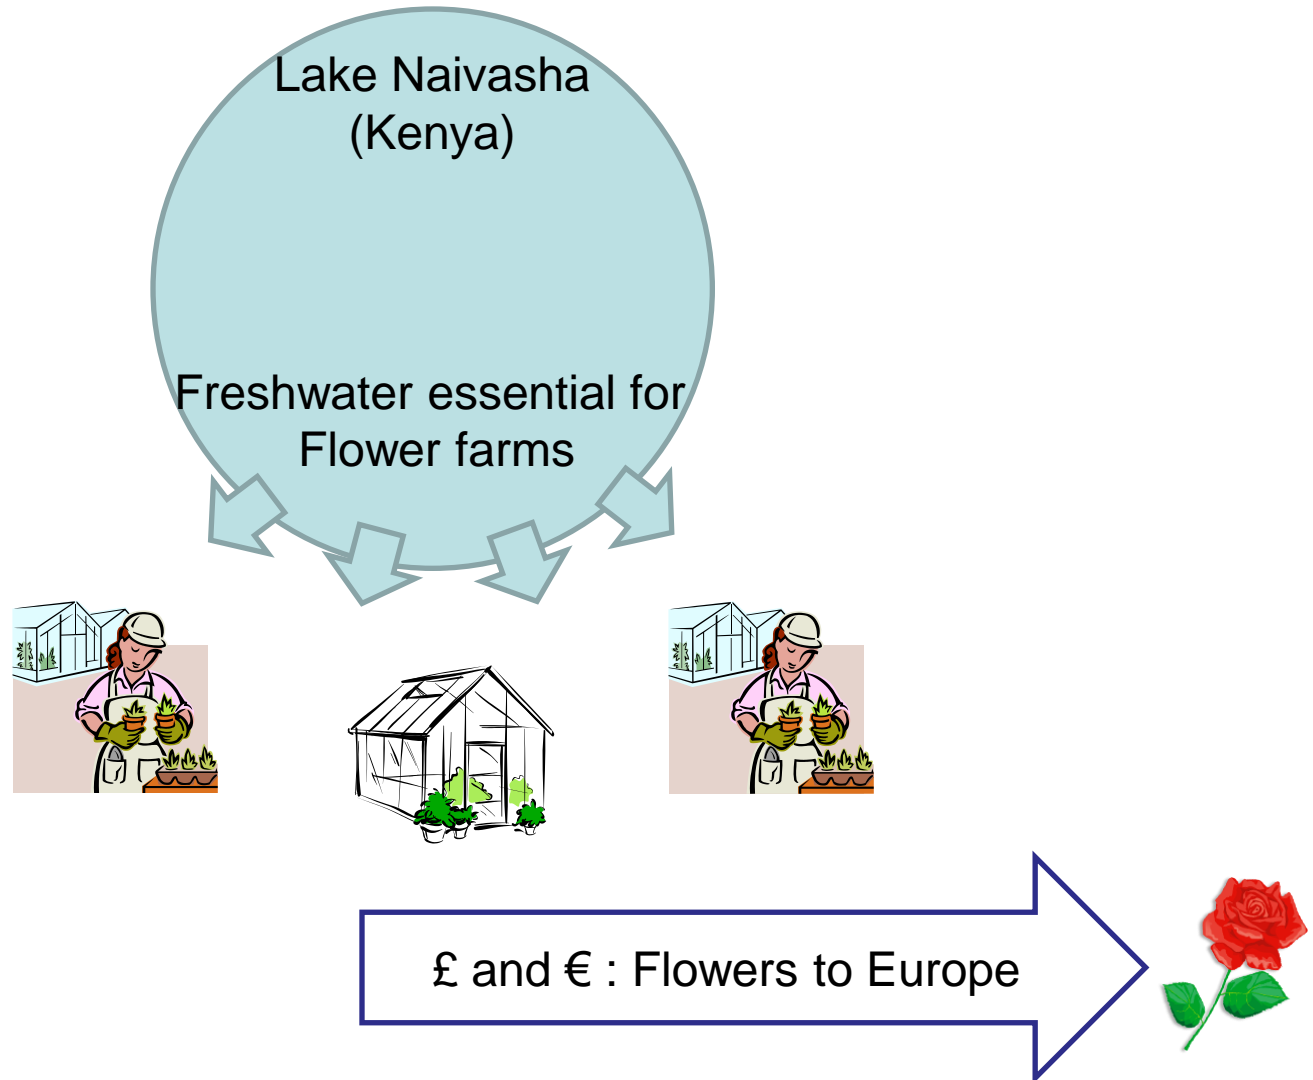 Lake Naivasha
(Kenya)
Freshwater essential for
Flower farms
£ and € : Flowers to Europe